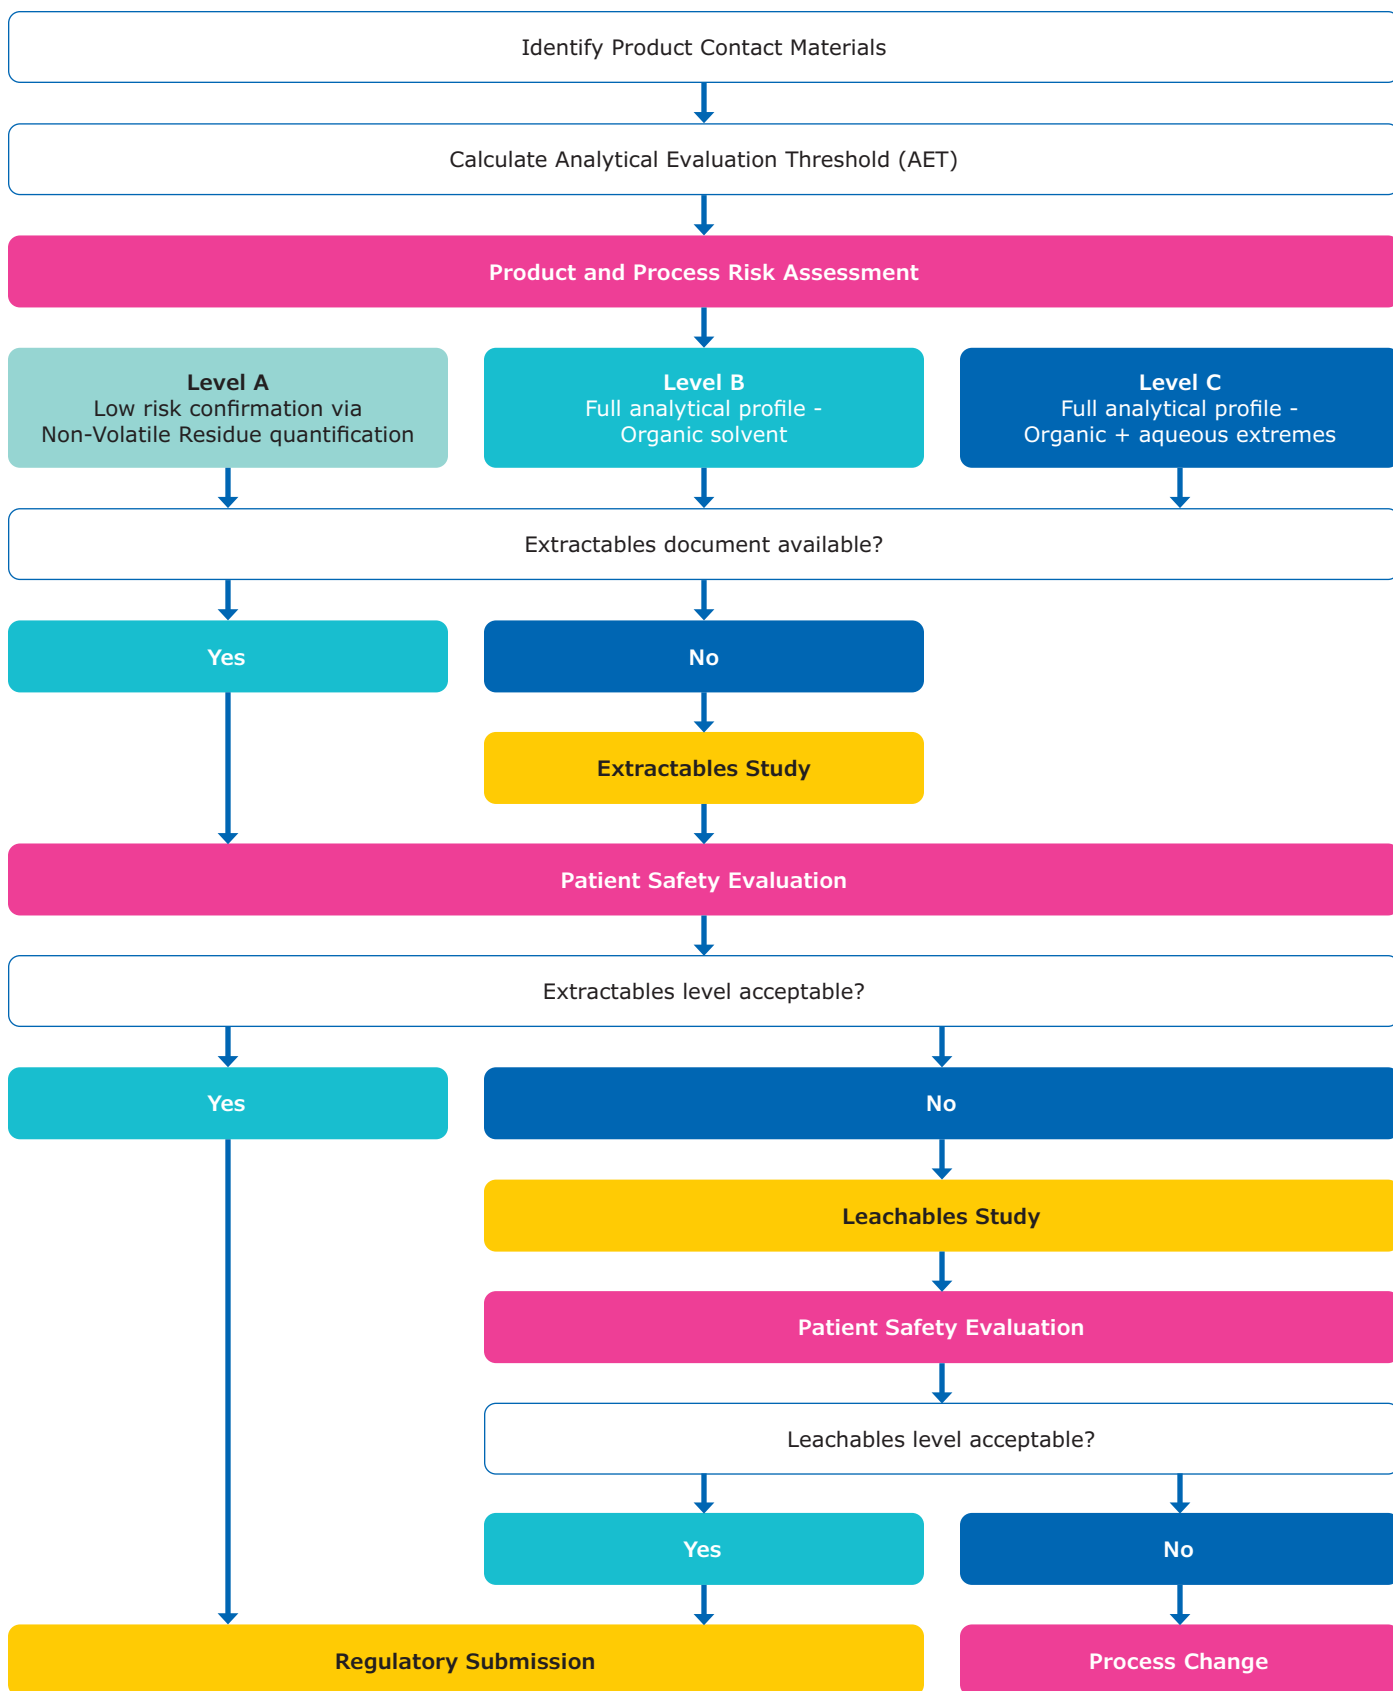 Identify Product Contact Materials
Calculate Analytical Evaluation Threshold (AET)
Product and Process Risk Assessment
Level A
Low risk confirmation via
Non-Volatile Residue quantification
Level B
Full analytical profile -
Organic solvent
Level C
Full analytical profile -
Organic + aqueous extremes
Extractables document available?
Yes
No
Extractables Study
Patient Safety Evaluation
Extractables level acceptable?
Yes
No
Leachables Study
Patient Safety Evaluation
Leachables level acceptable?
Yes
No
Regulatory Submission
Process Change